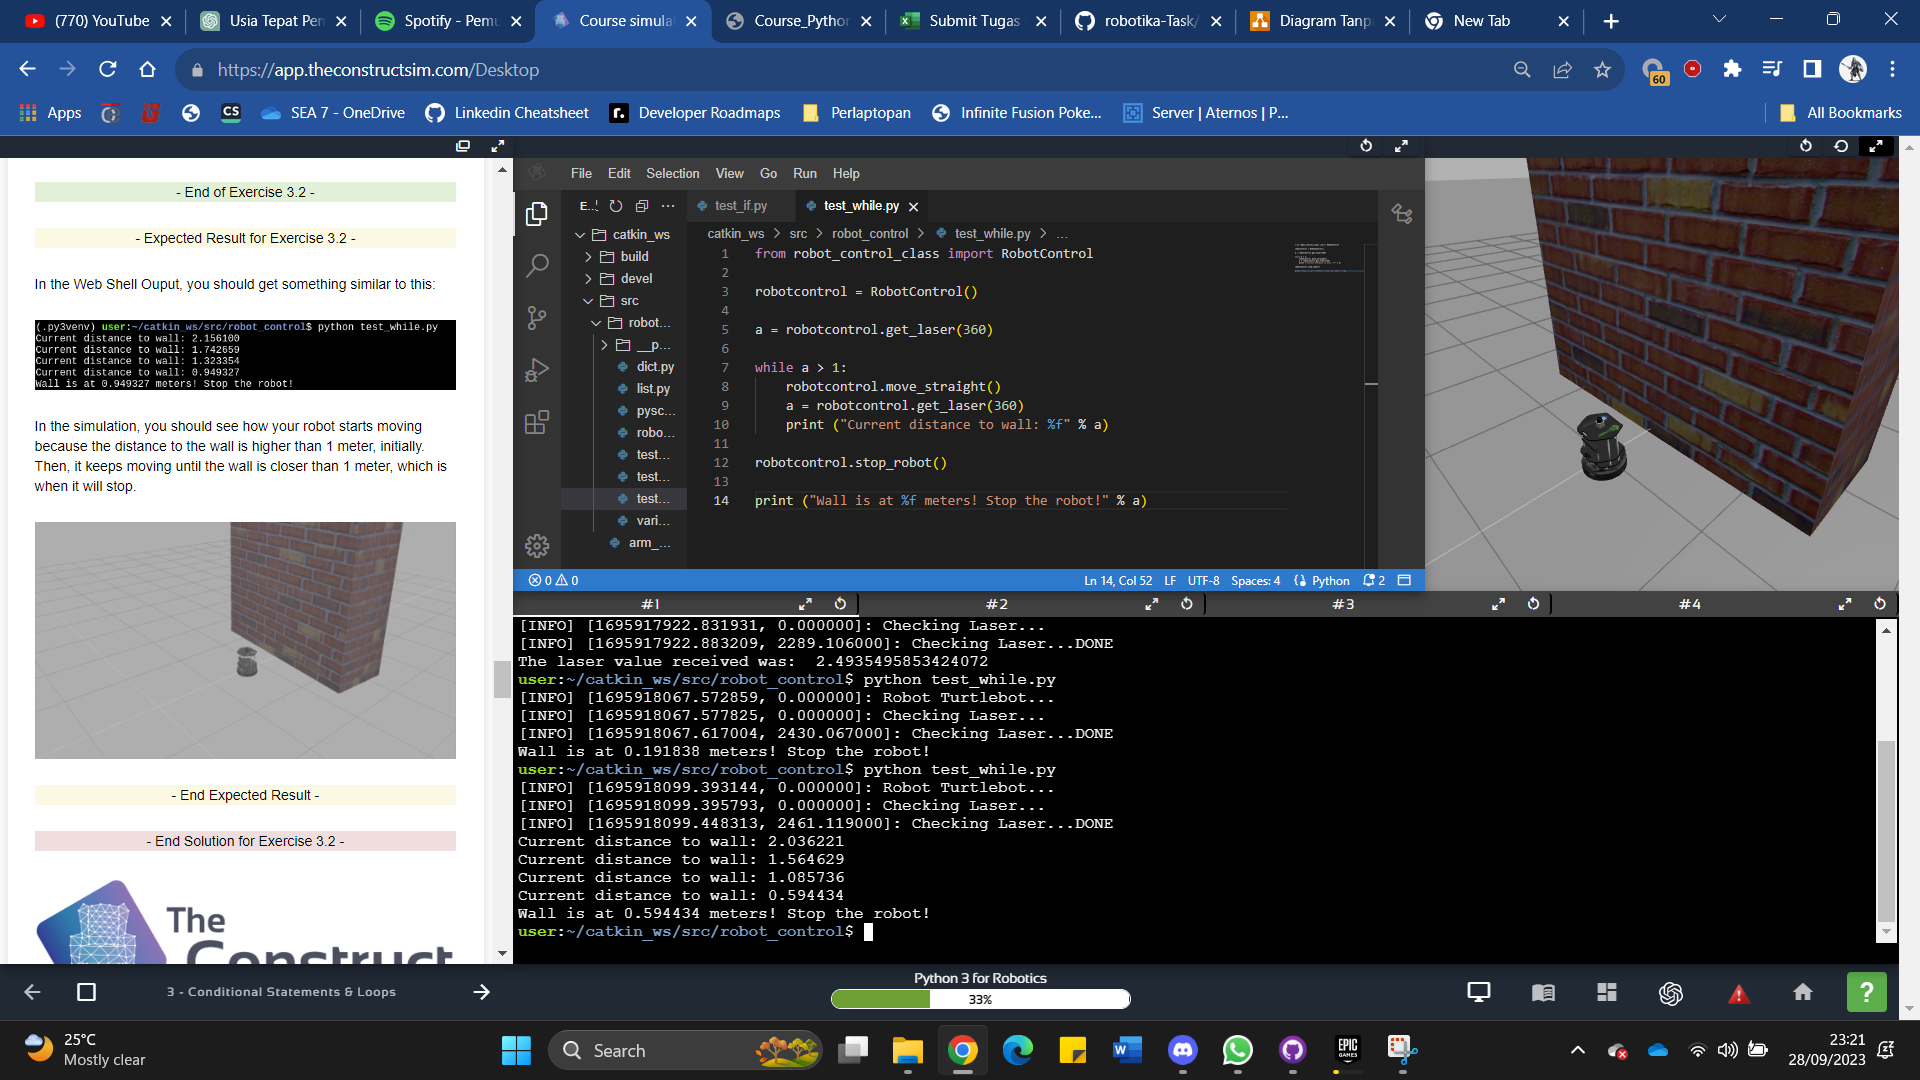 (770) YouTube
Usia Tepat Pen
Spotify - Pemu
Course simula
Course_Python
Submit Tugas
robotika-Task/
Diagram Tanp
New Tab
https://app.theconstructsim.com/Desktop
60
Apps
CS
SEA 7 - OneDrive
Linkedin Cheatsheet
r.
Developer Roadmaps
Perlaptopan
Infinite Fusion Poke...
Server | Aternos | P...
All Bookmarks
- End of Exercise 3.2 -
- Expected Result for Exercise 3.2 -
In the Web Shell Ouput, you should get something similar to this:
(.py3venv) user:~/catkin_ws/src/robot_control$ python test_while.py
Current distance to wall: 2.156100
Current distance to wall: 1.742659
Current distance to wall: 1.323354
Current distance to wall: 0.949327
Wall is at 0.949327 meters! Stop the robot!
In the simulation, you should see how your robot starts moving
because the distance to the wall is higher than 1 meter, initially.
Then, it keeps moving until the wall is closer than 1 meter, which is
when it will stop.
- End Expected Result -
- End Solution for Exercise 3.2 -
The
Construct
File Edit Selection View Go Run Help
E...
catkin_ws
build
devel
src
robot...
__p...
dict.py
list.py
pysc...
robo...
test...
test...
test...
vari...
arm_...
test_if.py
test_while.py
catkin_ws > src > robot_control > test_while.py > ...
1 from robot_control_class import RobotControl
2
3 robotcontrol = RobotControl()
4
5 a = robotcontrol.get_laser(360)
6
7 while a > 1:
8 robotcontrol.move_straight()
9 a = robotcontrol.get_laser(360)
10 print ("Current distance to wall: %f" % a)
11
12 robotcontrol.stop_robot()
13
14 print ("Wall is at %f meters! Stop the robot!" % a)
0 0
Ln 14, Col 52 LF UTF-8 Spaces: 4 Python 2
#1
#2
#3
#4
[INFO] [1695917922.831931, 0.000000]: Checking Laser...
[INFO] [1695917922.883209, 2289.106000]: Checking Laser...DONE
The laser value received was:  2.4935495853424072
user:~/catkin_ws/src/robot_control$ python test_while.py
[INFO] [1695918067.572859, 0.000000]: Robot Turtlebot...
[INFO] [1695918067.577825, 0.000000]: Checking Laser...
[INFO] [1695918067.617004, 2430.067000]: Checking Laser...DONE
Wall is at 0.191838 meters! Stop the robot!
user:~/catkin_ws/src/robot_control$ python test_while.py
[INFO] [1695918099.393144, 0.000000]: Robot Turtlebot...
[INFO] [1695918099.395793, 0.000000]: Checking Laser...
[INFO] [1695918099.448313, 2461.119000]: Checking Laser...DONE
Current distance to wall: 2.036221
Current distance to wall: 1.564629
Current distance to wall: 1.085736
Current distance to wall: 0.594434
Wall is at 0.594434 meters! Stop the robot!
user:~/catkin_ws/src/robot_control$
3 - Conditional Statements & Loops
Python 3 for Robotics
33%
?
25°C
Mostly clear
Search
W
EPIC
GAMES
23:21
28/09/2023